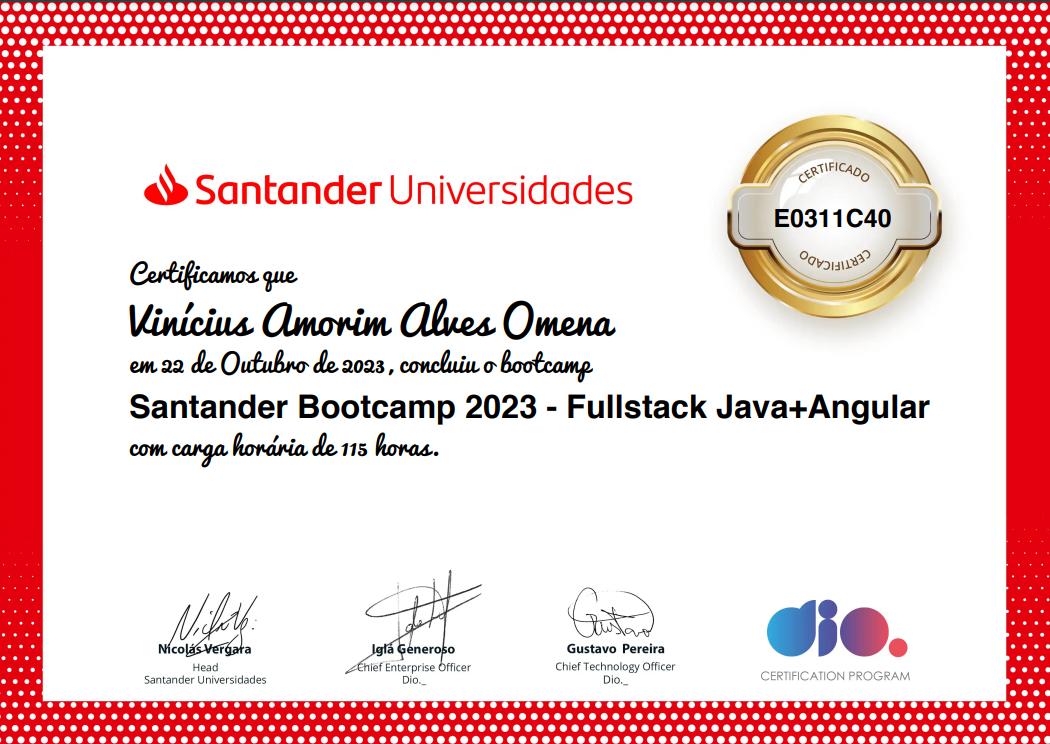 Santander Universidades
CERTIFICADO
E0311C40
CERTIFICADO
Certificamos que
Vinícius Amorim Alves Omena
em 22 de Outubro de 2023, concluiu o bootcamp
Santander Bootcamp 2023 - Fullstack Java+Angular
com carga horária de 115 horas.
Nicolás Vergara
Head
Santander Universidades
Iglá Generoso
Chief Enterprise Officer
Dio._
Gustavo
Gustavo Pereira
Chief Technology Officer
Dio._
dio.
CERTIFICATION PROGRAM